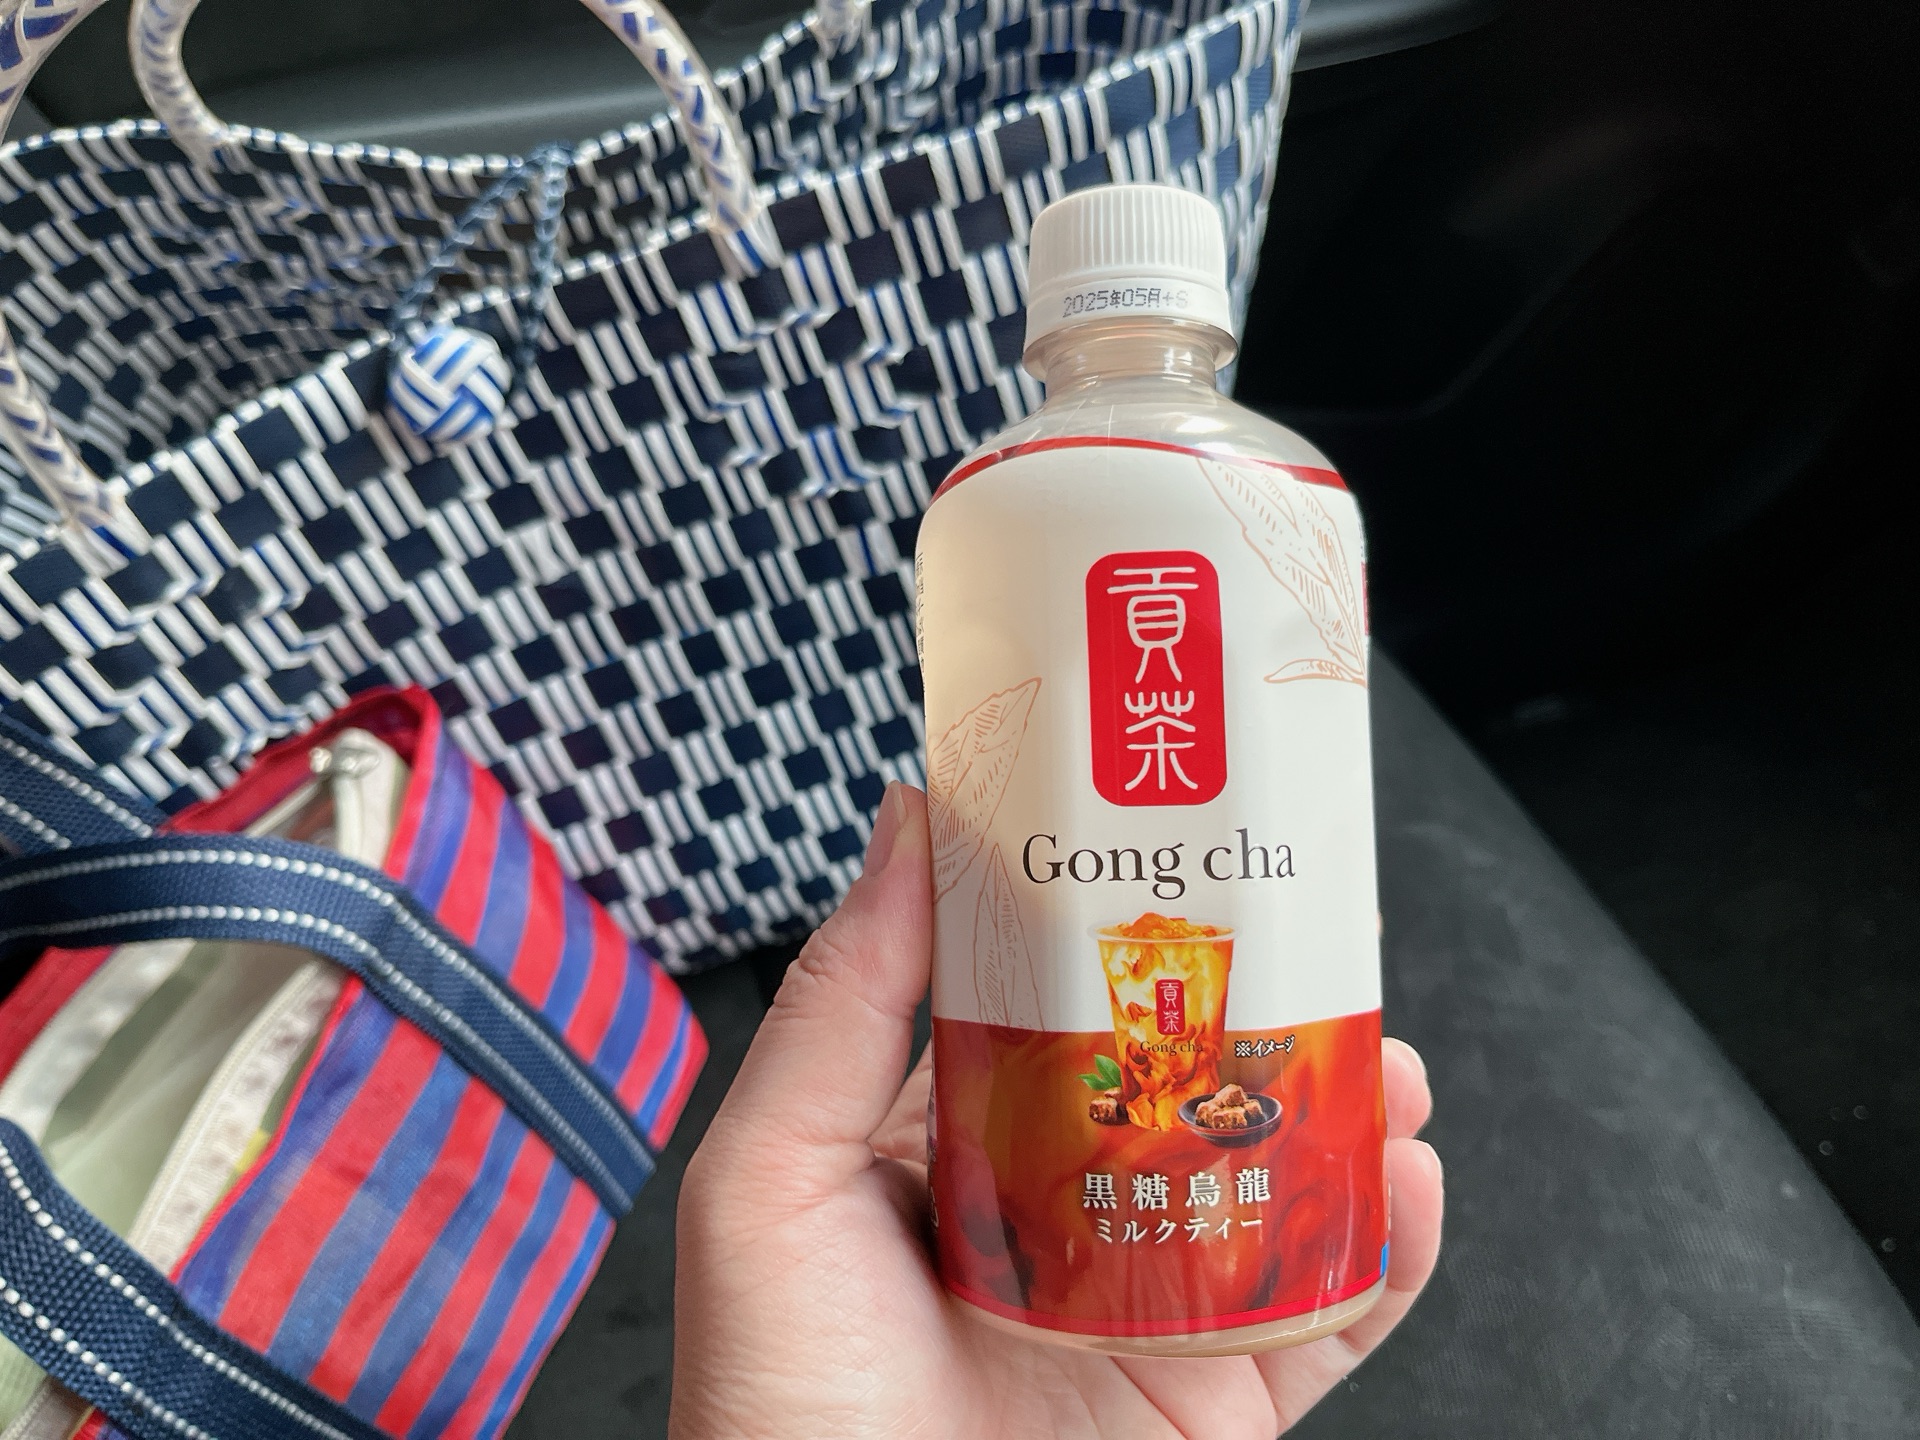 2025年05月+S
貢茶
Gong cha
貢茶
Gong cha
※イメージ
黒糖烏龍
ミルクティー